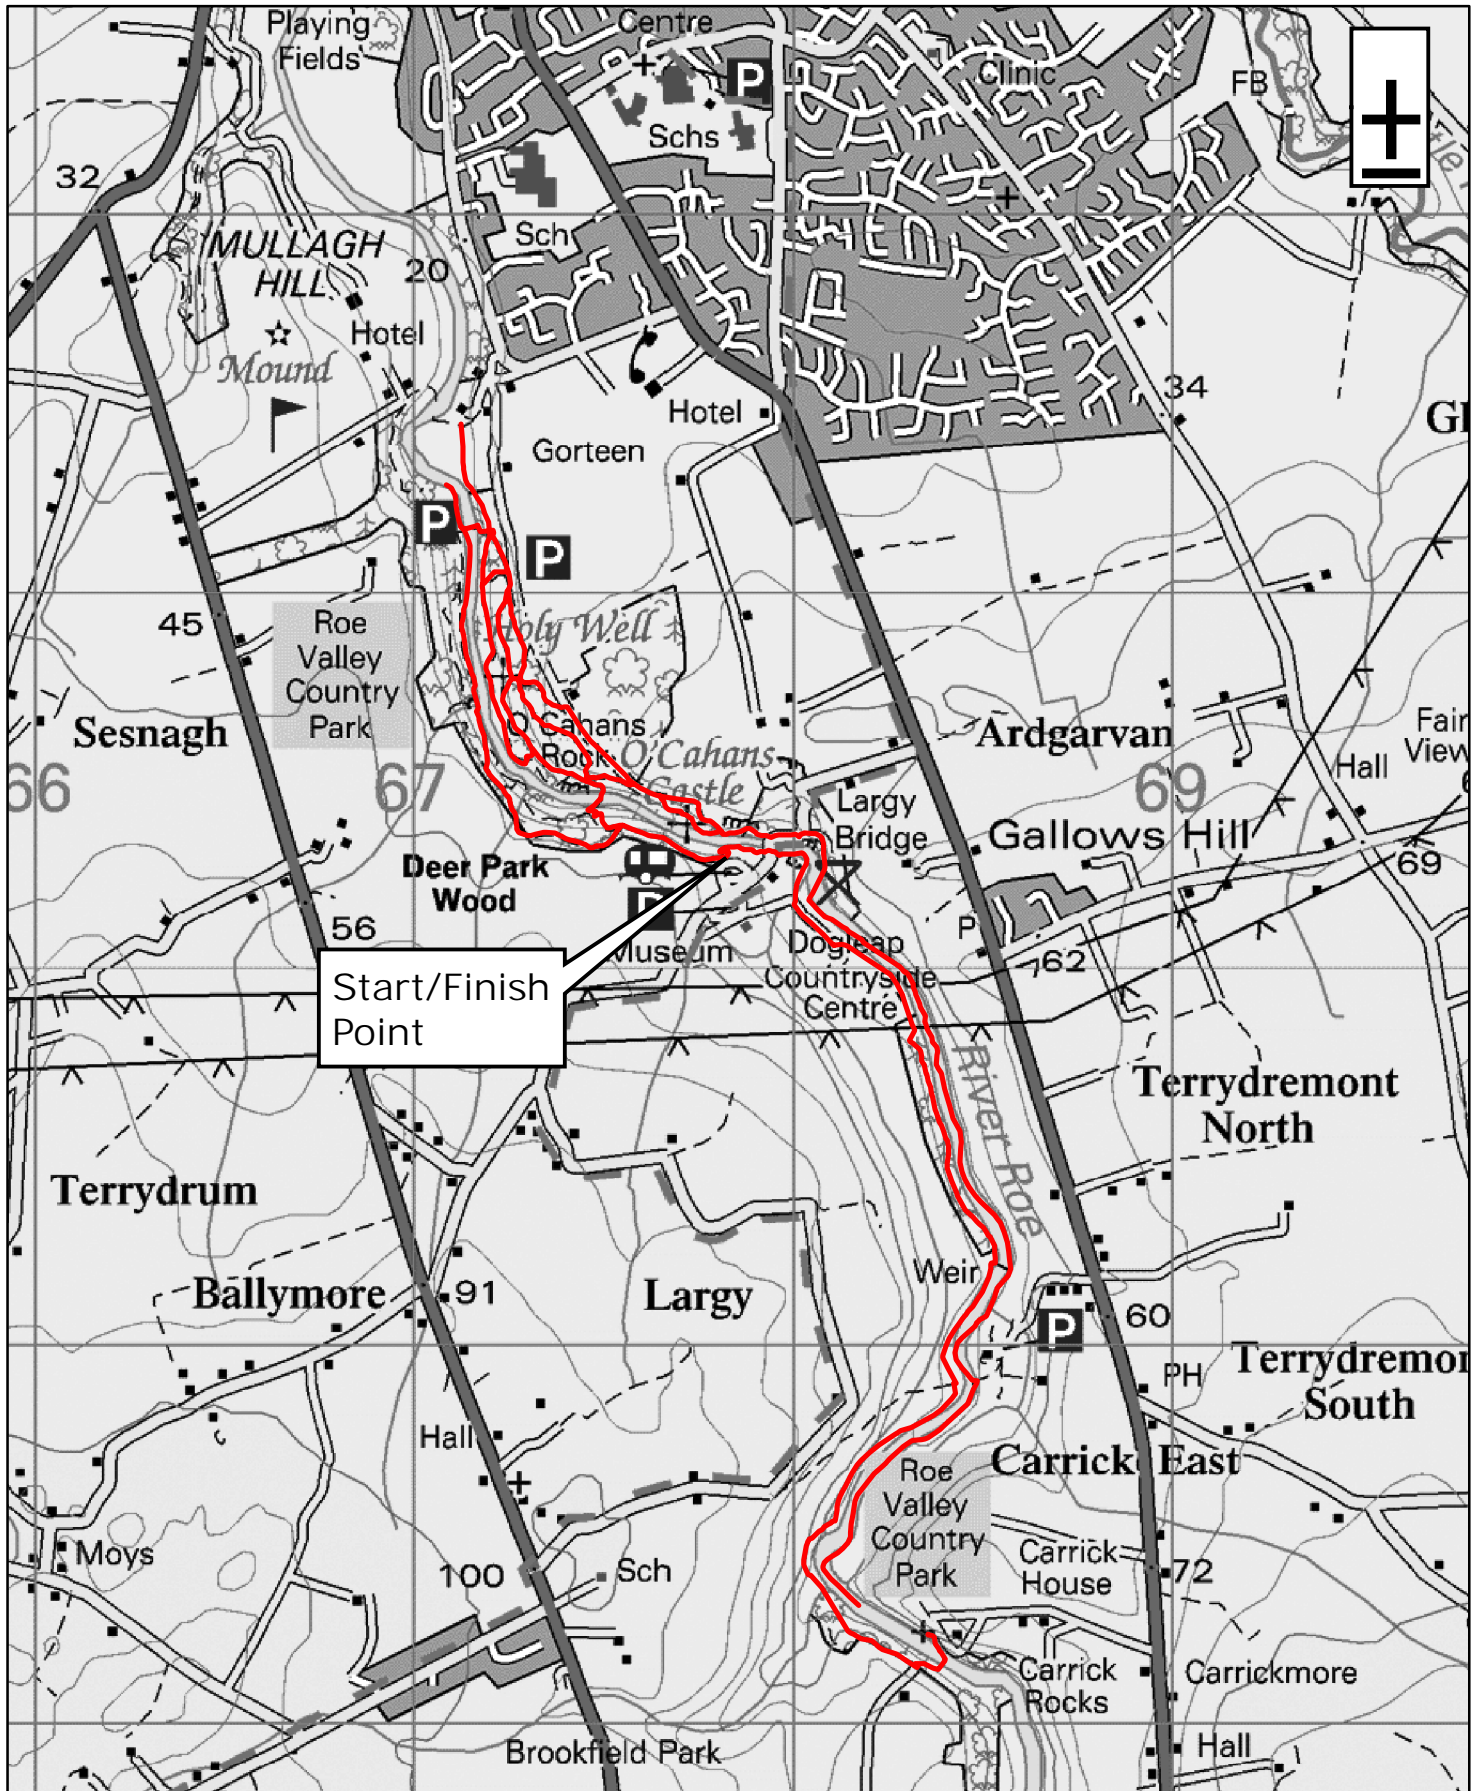 Playing
Fields
Centre
P
Clinic
FB
Schs
32
Sch
MULLAGH
HILL
20
Hotel
Mound
34
Hotel
Gorteen
P
P
45
Roe
Valley
Country
Park
Holy Well
Sesnagh
O'Cahans
Rock
O'Cahans
Castle
Ardgarvan
Fair
View
Hall
66
67
69
Largy
Bridge
Gallows Hill
69
Deer Park
Wood
P
56
Museum
Dogleap
Countryside
Centre
P
62
Start/Finish
Point
River Roe
Terrydremont
North
Terrydrum
Weir
Ballymore
91
Largy
P
60
Terrydremon
South
PH
Hall
Carrick East
Roe
Valley
Country
Park
Moys
100
Sch
Carrick
House
72
Carrick
Rocks
Carrickmore
Brookfield Park
Hall